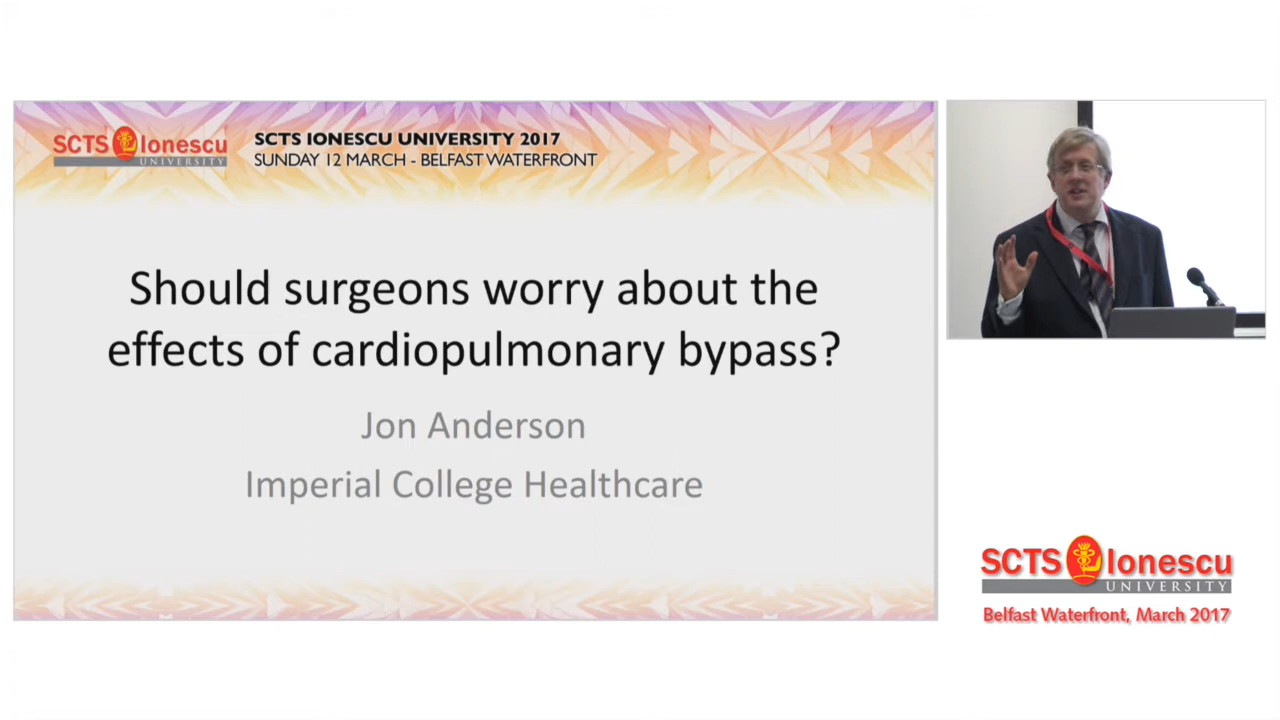 SCTS Ionescu
UNIVERSITY
SCTS IONESCU UNIVERSITY 2017
SUNDAY 12 MARCH - BELFAST WATERFRONT
Should surgeons worry about the
effects of cardiopulmonary bypass?
Jon Anderson
Imperial College Healthcare
SCTS Ionescu
UNIVERSITY
Belfast Waterfront, March 2017